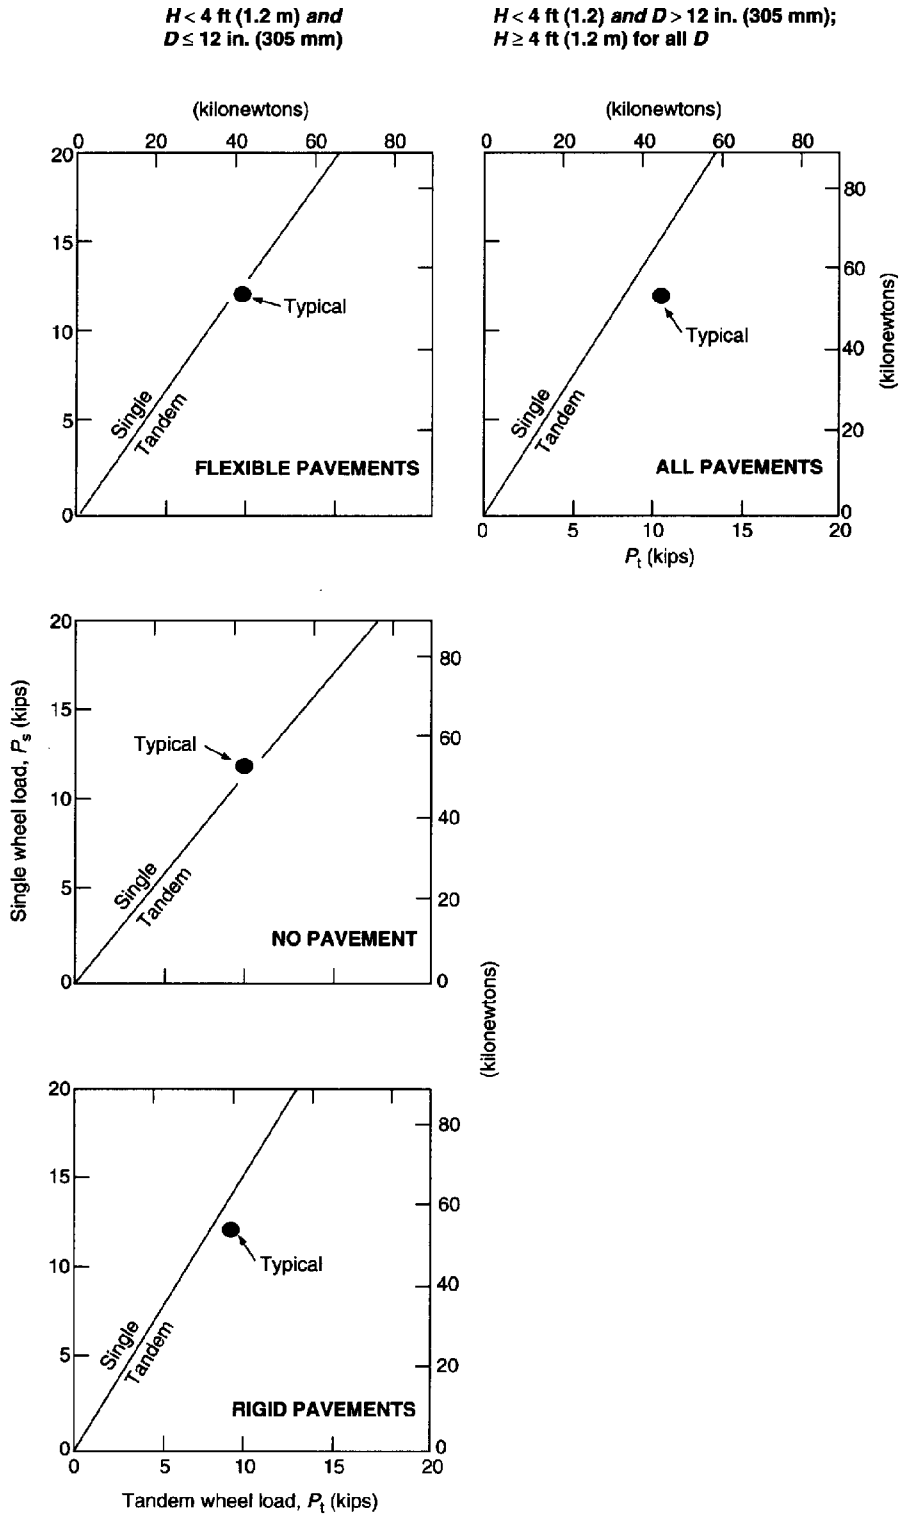 H < 4 ft (1.2 m) and
D ≤ 12 in. (305 mm)
H < 4 ft (1.2) and D > 12 in. (305 mm);
H ≥ 4 ft (1.2 m) for all D
(kilonewtons)
0 20 40 60 80
20
15
10
5
0
Typical
Single
Tandem
FLEXIBLE PAVEMENTS
(kilonewtons)
0 20 40 60 80
80
60
40
20
0
(kilonewtons)
Typical
Single
Tandem
ALL PAVEMENTS
0 5 10 15 20
Pt (kips)
Single wheel load, Ps (kips)
20
15
10
5
0
80
60
40
20
0
Typical
Single
Tandem
NO PAVEMENT
(kilonewtons)
20
15
10
5
0
80
60
40
20
0
Typical
Single
Tandem
RIGID PAVEMENTS
0 5 10 15 20
Tandem wheel load, Pt (kips)